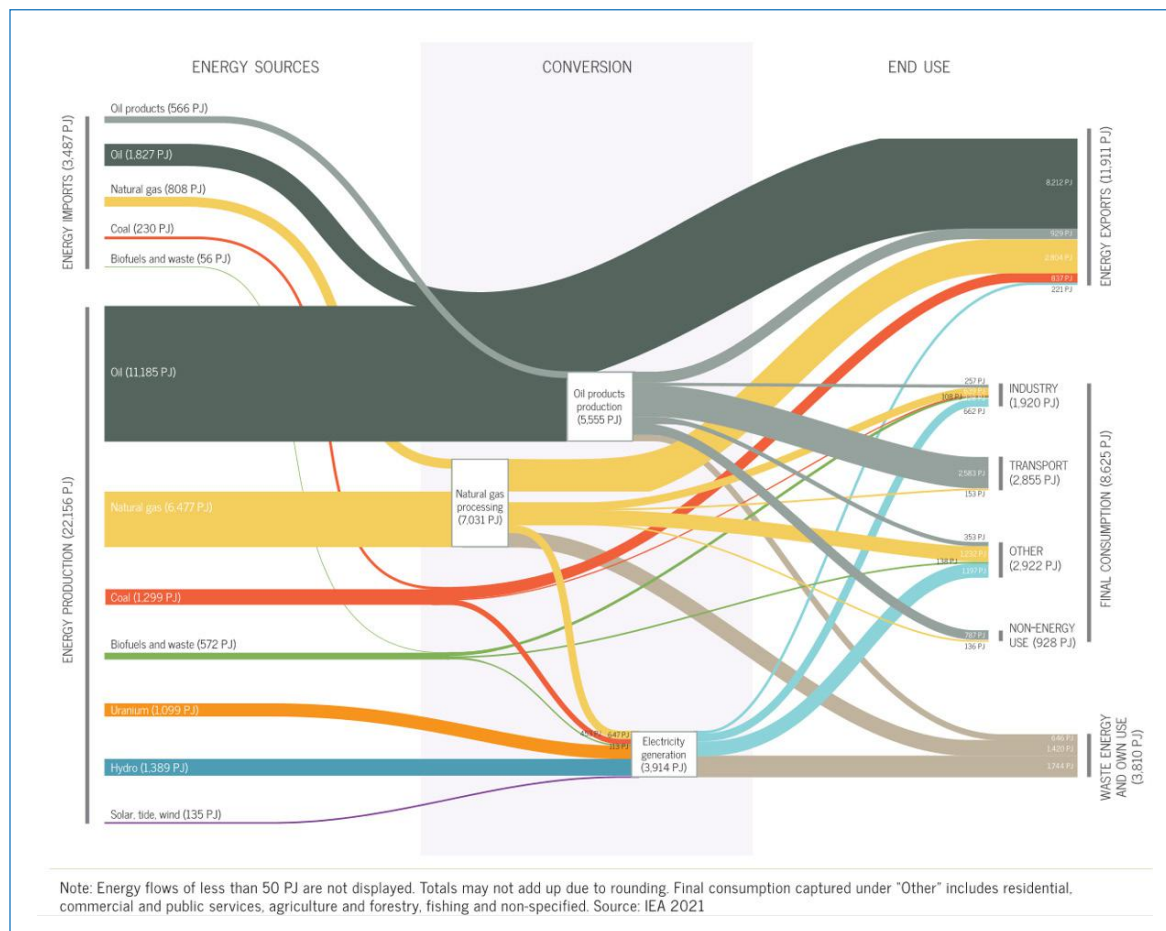 ENERGY SOURCES
CONVERSION
END USE
ENERGY IMPORTS (3,487 PJ)
Oil products (566 PJ)
Oil (1,827 PJ)
Natural gas (808 PJ)
Coal (230 PJ)
Biofuels and waste (56 PJ)
ENERGY PRODUCTION (22,156 PJ)
Oil (11,185 PJ)
Natural gas (6,477 PJ)
Coal (1,299 PJ)
Biofuels and waste (572 PJ)
Uranium (1,099 PJ)
Hydro (1,389 PJ)
Solar, tide, wind (135 PJ)
Oil products
production
(5,555 PJ)
Natural gas
processing
(7,031 PJ)
647 PJ
113 PJ
Electricity
generation
(3,914 PJ)
8,212 PJ
929 PJ
837 PJ
221 PJ
ENERGY EXPORTS (11,911 PJ)
257 PJ
108 PJ
662 PJ
INDUSTRY
(1,920 PJ)
2,583 PJ
153 PJ
TRANSPORT
(2,855 PJ)
353 PJ
1,232 PJ
138 PJ
1,197 PJ
OTHER
(2,922 PJ)
787 PJ
136 PJ
NON-ENERGY
USE (928 PJ)
FINAL CONSUMPTION (8,625 PJ)
646 PJ
1,420 PJ
1,744 PJ
WASTE ENERGY
AND OWN USE
(3,810 PJ)
Note: Energy flows of less than 50 PJ are not displayed. Totals may not add up due to rounding. Final consumption captured under "Other" includes residential,
commercial and public services, agriculture and forestry, fishing and non-specified. Source: IEA 2021